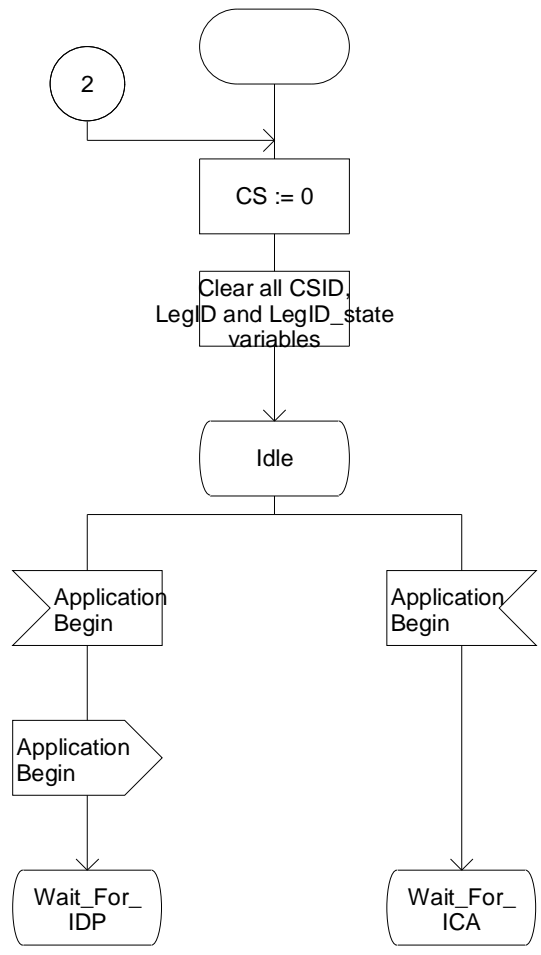 2
CS := 0
Clear all CSID,
LegID and LegID_state
variables
Idle
Application
Begin
Application
Begin
Application
Begin
Wait_For_
IDP
Wait_For_
ICA